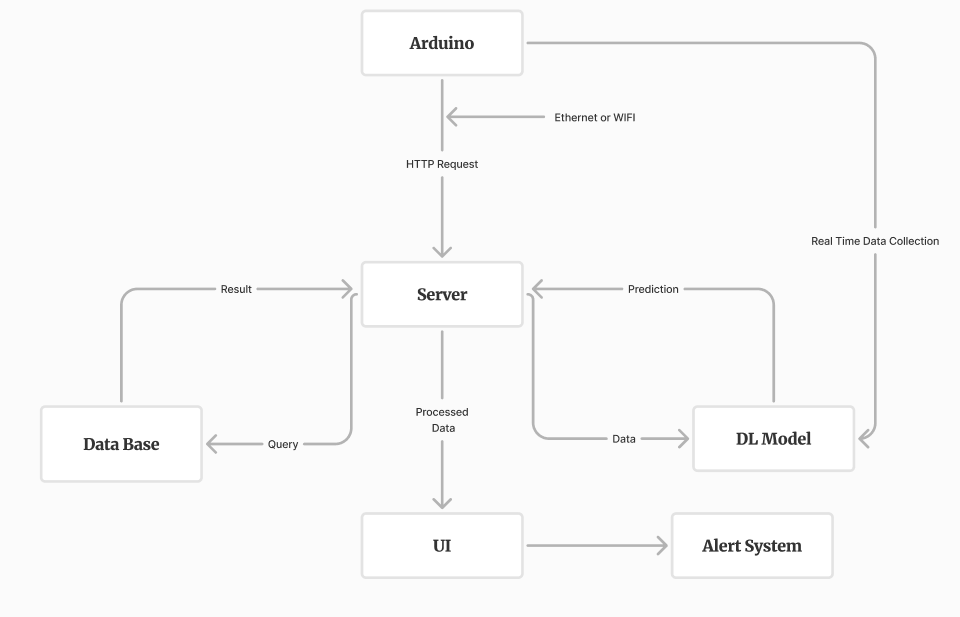 Arduino
Ethernet or WIFI
HTTP Request
Real Time Data Collection
Result
Server
Prediction
Processed
Data
Data Base
Query
Data
DL Model
UI
Alert System